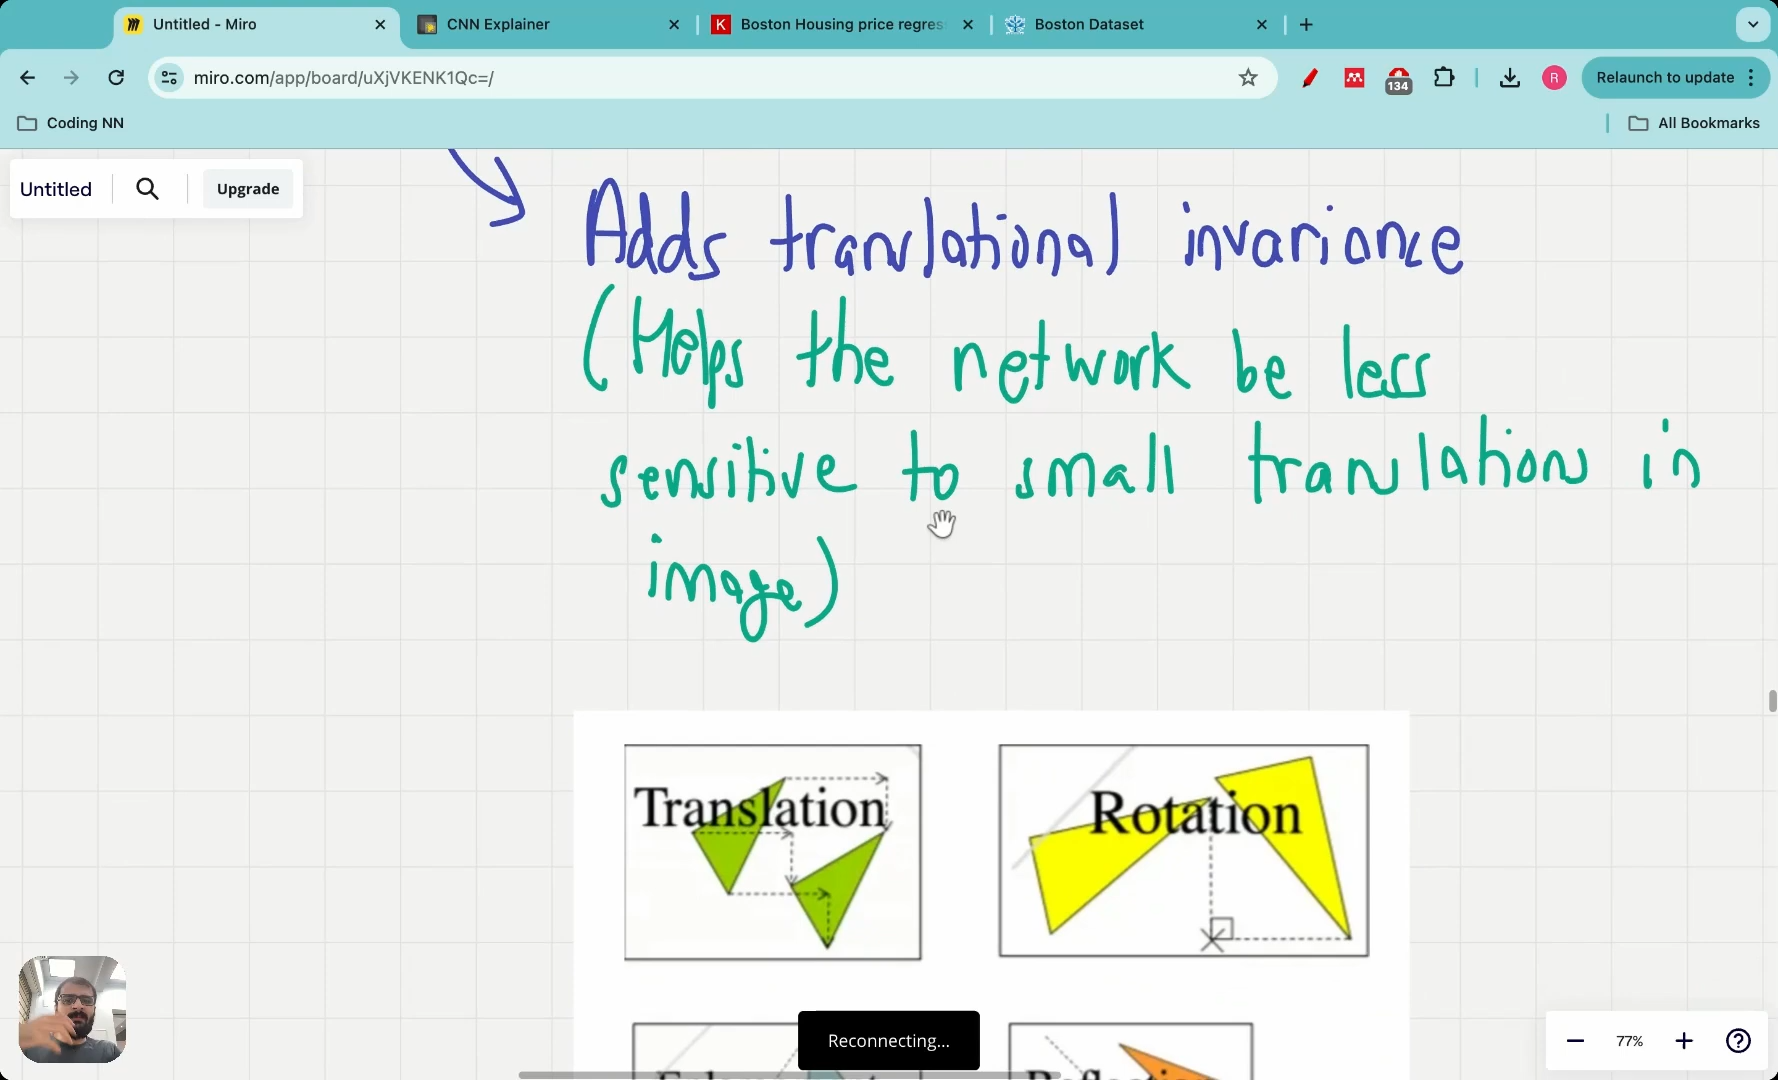 Untitled - Miro
CNN Explainer
K
Boston Housing price regres
Boston Dataset
miro.com/app/board/uXjVKENK1Qc=/
134
R
Relaunch to update
Coding NN
All Bookmarks
Untitled
Upgrade
Adds translational invariance
(Helps the network be less
sensitive to small translations in
image)
Translation
Rotation
Reconnecting...
77%